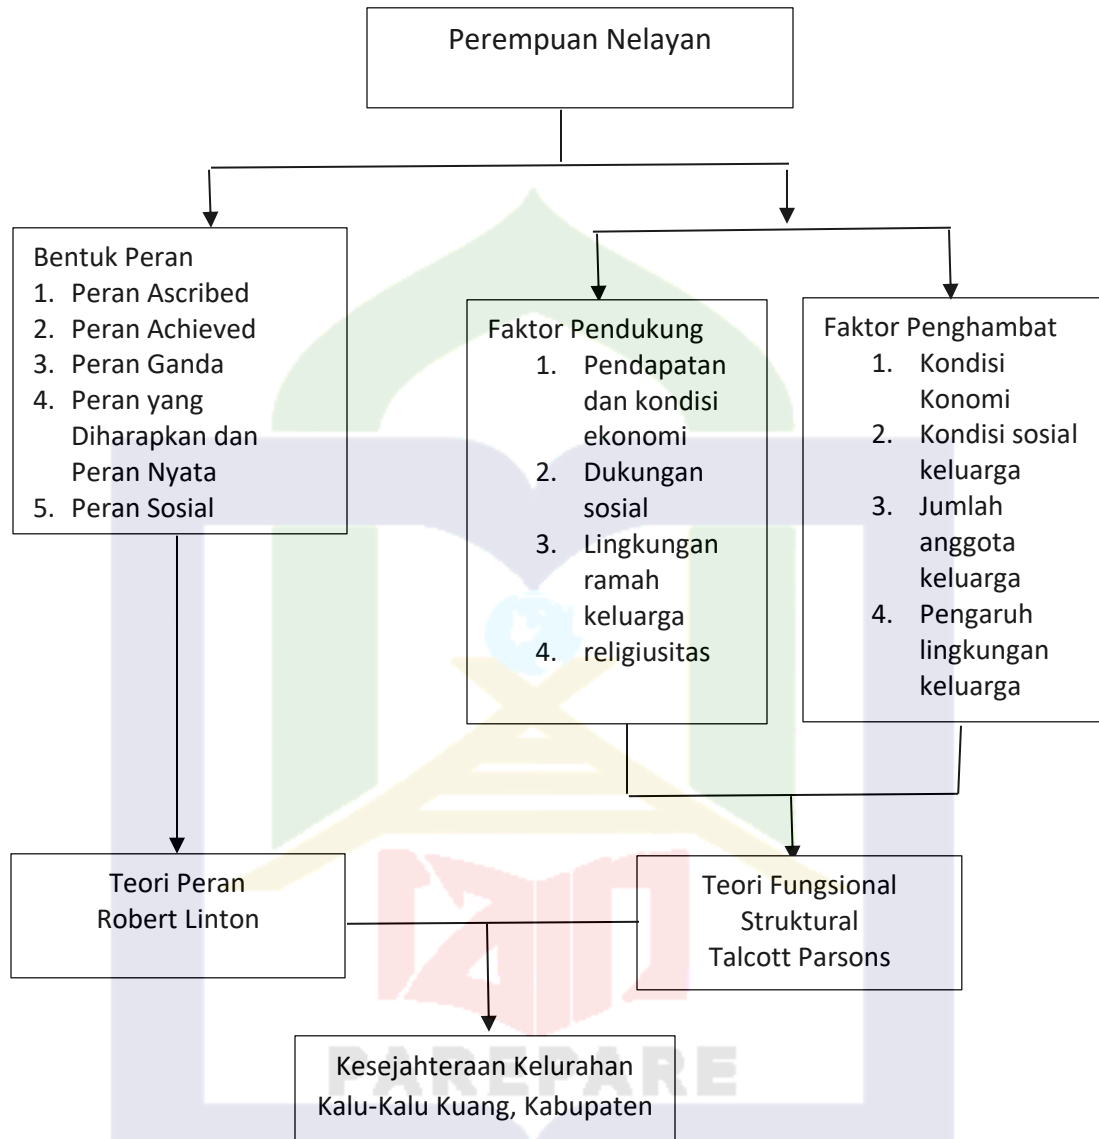 Perempuan Nelayan
Bentuk Peran
1. Peran Ascribed
2. Peran Achieved
3. Peran Ganda
4. Peran yang
Diharapkan dan
Peran Nyata
5. Peran Sosial
Faktor Pendukung
1. Pendapatan
dan kondisi
ekonomi
2. Dukungan
sosial
3. Lingkungan
ramah
keluarga
4. religiusitas
Faktor Penghambat
1. Kondisi
Konomi
2. Kondisi sosial
keluarga
3. Jumlah
anggota
keluarga
4. Pengaruh
lingkungan
keluarga
Teori Peran
Robert Linton
Teori Fungsional
Struktural
Talcott Parsons
Kesejahteraan Kelurahan
Kalu-Kalu Kuang, Kabupaten
iain
PAREPARE